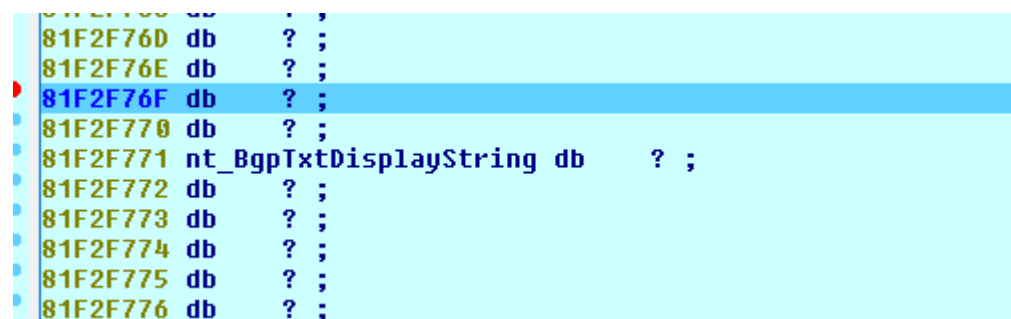 81F2F76D db ? ;
81F2F76E db ? ;
81F2F76F db ? ;
81F2F770 db ? ;
81F2F771 nt_BgpTxtDisplayString db ? ;
81F2F772 db ? ;
81F2F773 db ? ;
81F2F774 db ? ;
81F2F775 db ? ;
81F2F776 db ? ;